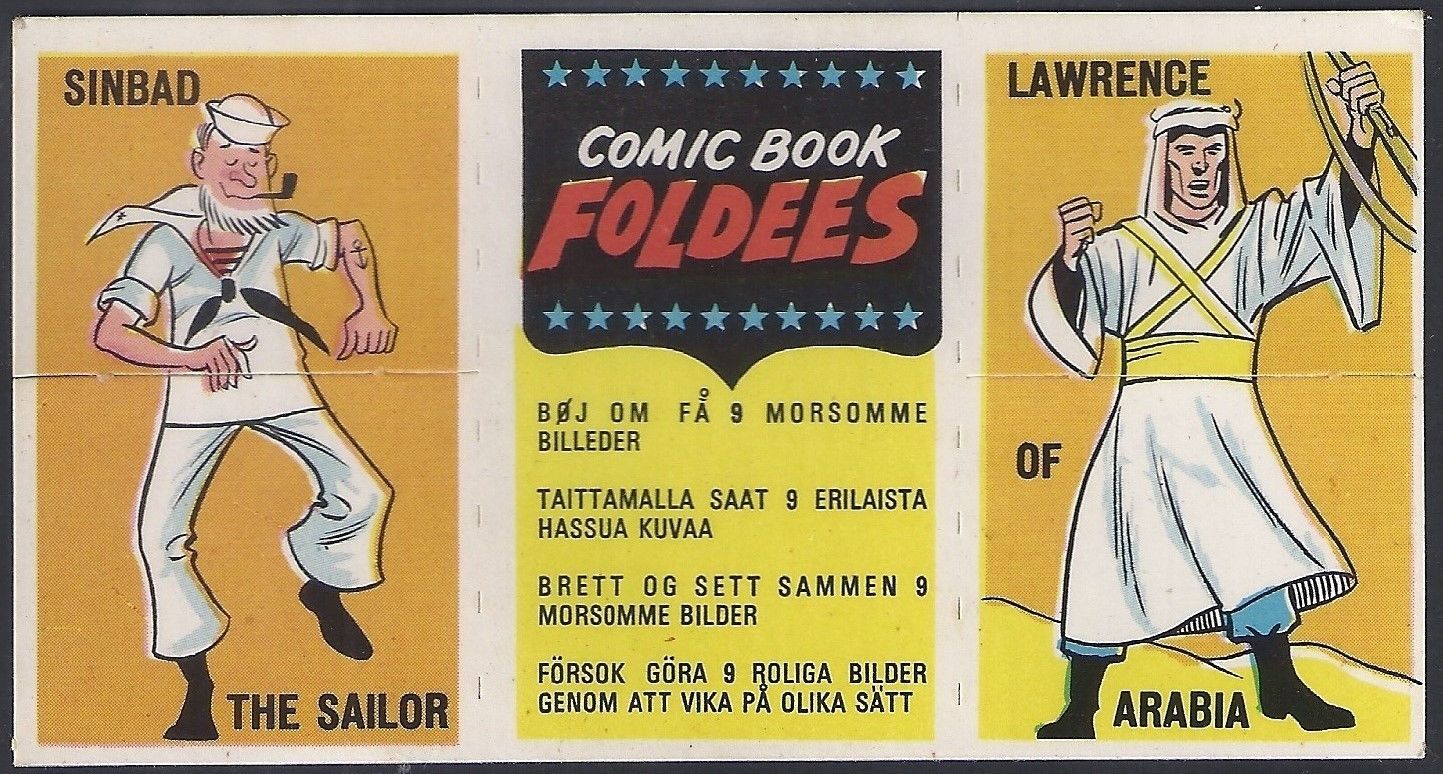 SINBAD
THE SAILOR
COMIC BOOK
FOLDEES
BØJ OM FÅ 9 MORSOMME
BILLEDER
TAITTAMALLA SAAT 9 ERILAISTA
HASSUA KUVAA
BRETT OG SETT SAMMEN 9
MORSOMME BILDER
FÖRSOK GÖRA 9 ROLIGA BILDER
GENOM ATT VIKA PÅ OLIKA SÄTT
LAWRENCE
OF
ARABIA